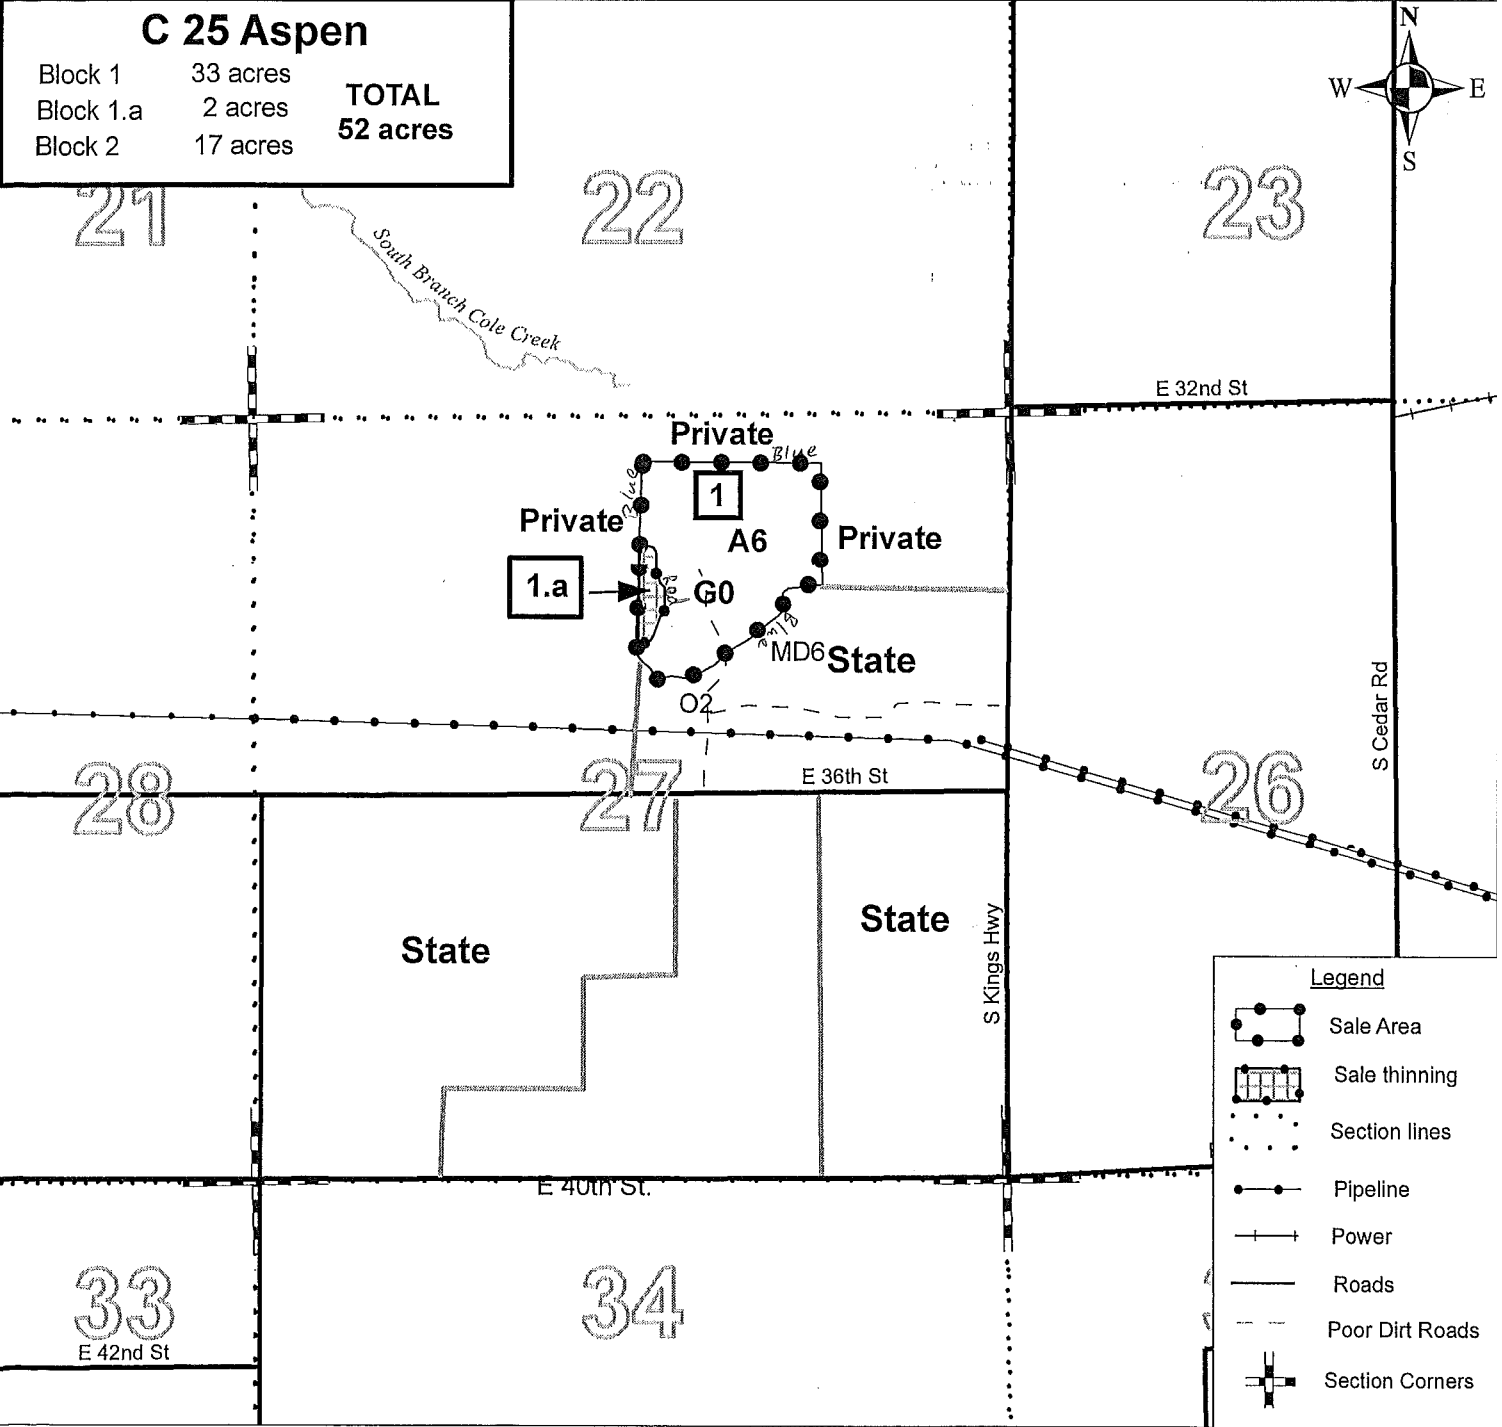 C 25 Aspen
Block 1 33 acres
Block 1.a 2 acres
Block 2 17 acres
TOTAL
52 acres
N
W E
S
21
22
23
South Branch Cole Creek
E 32nd St
Private
Blue
Blue
1
Private
A6
Private
1.a
G0
Blue
MD6
State
O2
S Cedar Rd
28
27
E 36th St
26
State
State
S Kings Hwy
E 40th St.
33
34
E 42nd St
Legend
Sale Area
Sale thinning
Section lines
Pipeline
Power
Roads
Poor Dirt Roads
Section Corners